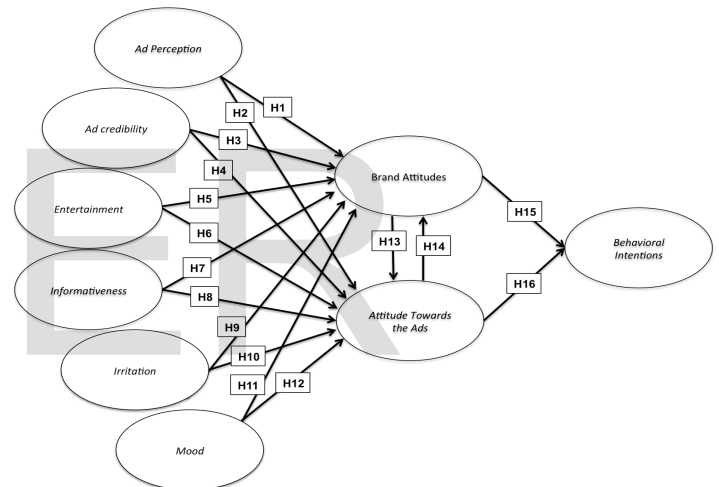 Ad Perception
H1
H2
Ad credibility
H3
H4
Brand Attitudes
Entertainment
H5
H6
H15
H13
H14
Behavioral
Intentions
H7
Informativeness
H8
H16
Attitude Towards
the Ads
H9
H10
Irritation
H11
H12
Mood
ER